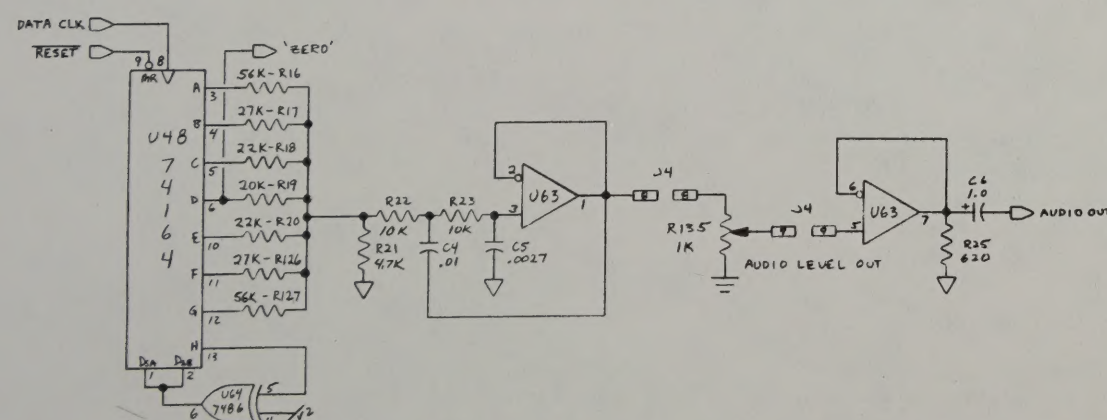 DATA CLK
RESET
'ZERO'
9 8
MR
A 3 56K-R16
B 4 27K-R17
U48
7
4
1
6
4
C 5 22K-R18
D 6 20K-R19
E 10 22K-R20
F 11 27K-R126
G 12 56K-R127
H 13
DSA DSB
1 2
6 U64 5
7486
R22
10K
R23
10K
R21
4.7K
C4
.01
C5
.0027
2
U63
3 1
J4
8 8
R135
1K
AUDIO LEVEL OUT
J4
9 9
6
U63
5 7
C6
1.0
+
AUDIO OUT
R25
620